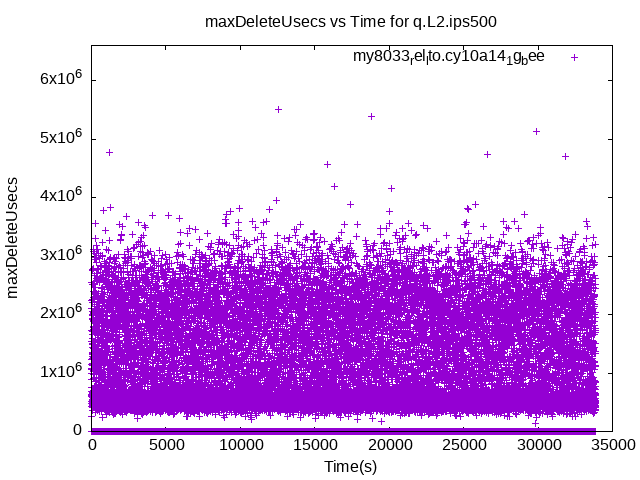 maxDeleteUsecs vs Time for q.L2.ips500
my8033_rel_lto.cy10a14_1g_bee
6x10^6
5x10^6
4x10^6
3x10^6
2x10^6
1x10^6
0
maxDeleteUsecs
0 5000 10000 15000 20000 25000 30000 35000
Time(s)